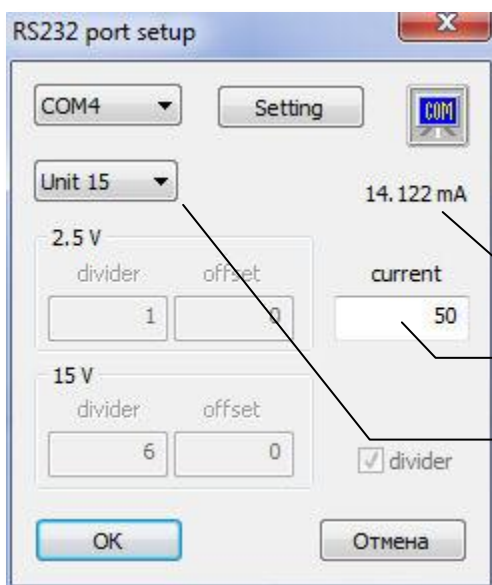 RS232 port setup
COM4 Setting COM
Unit 15 14.122 mA
2.5 V
divider offset current
1 0 50
15 V
divider offset
6 0 divider
OK Отмена